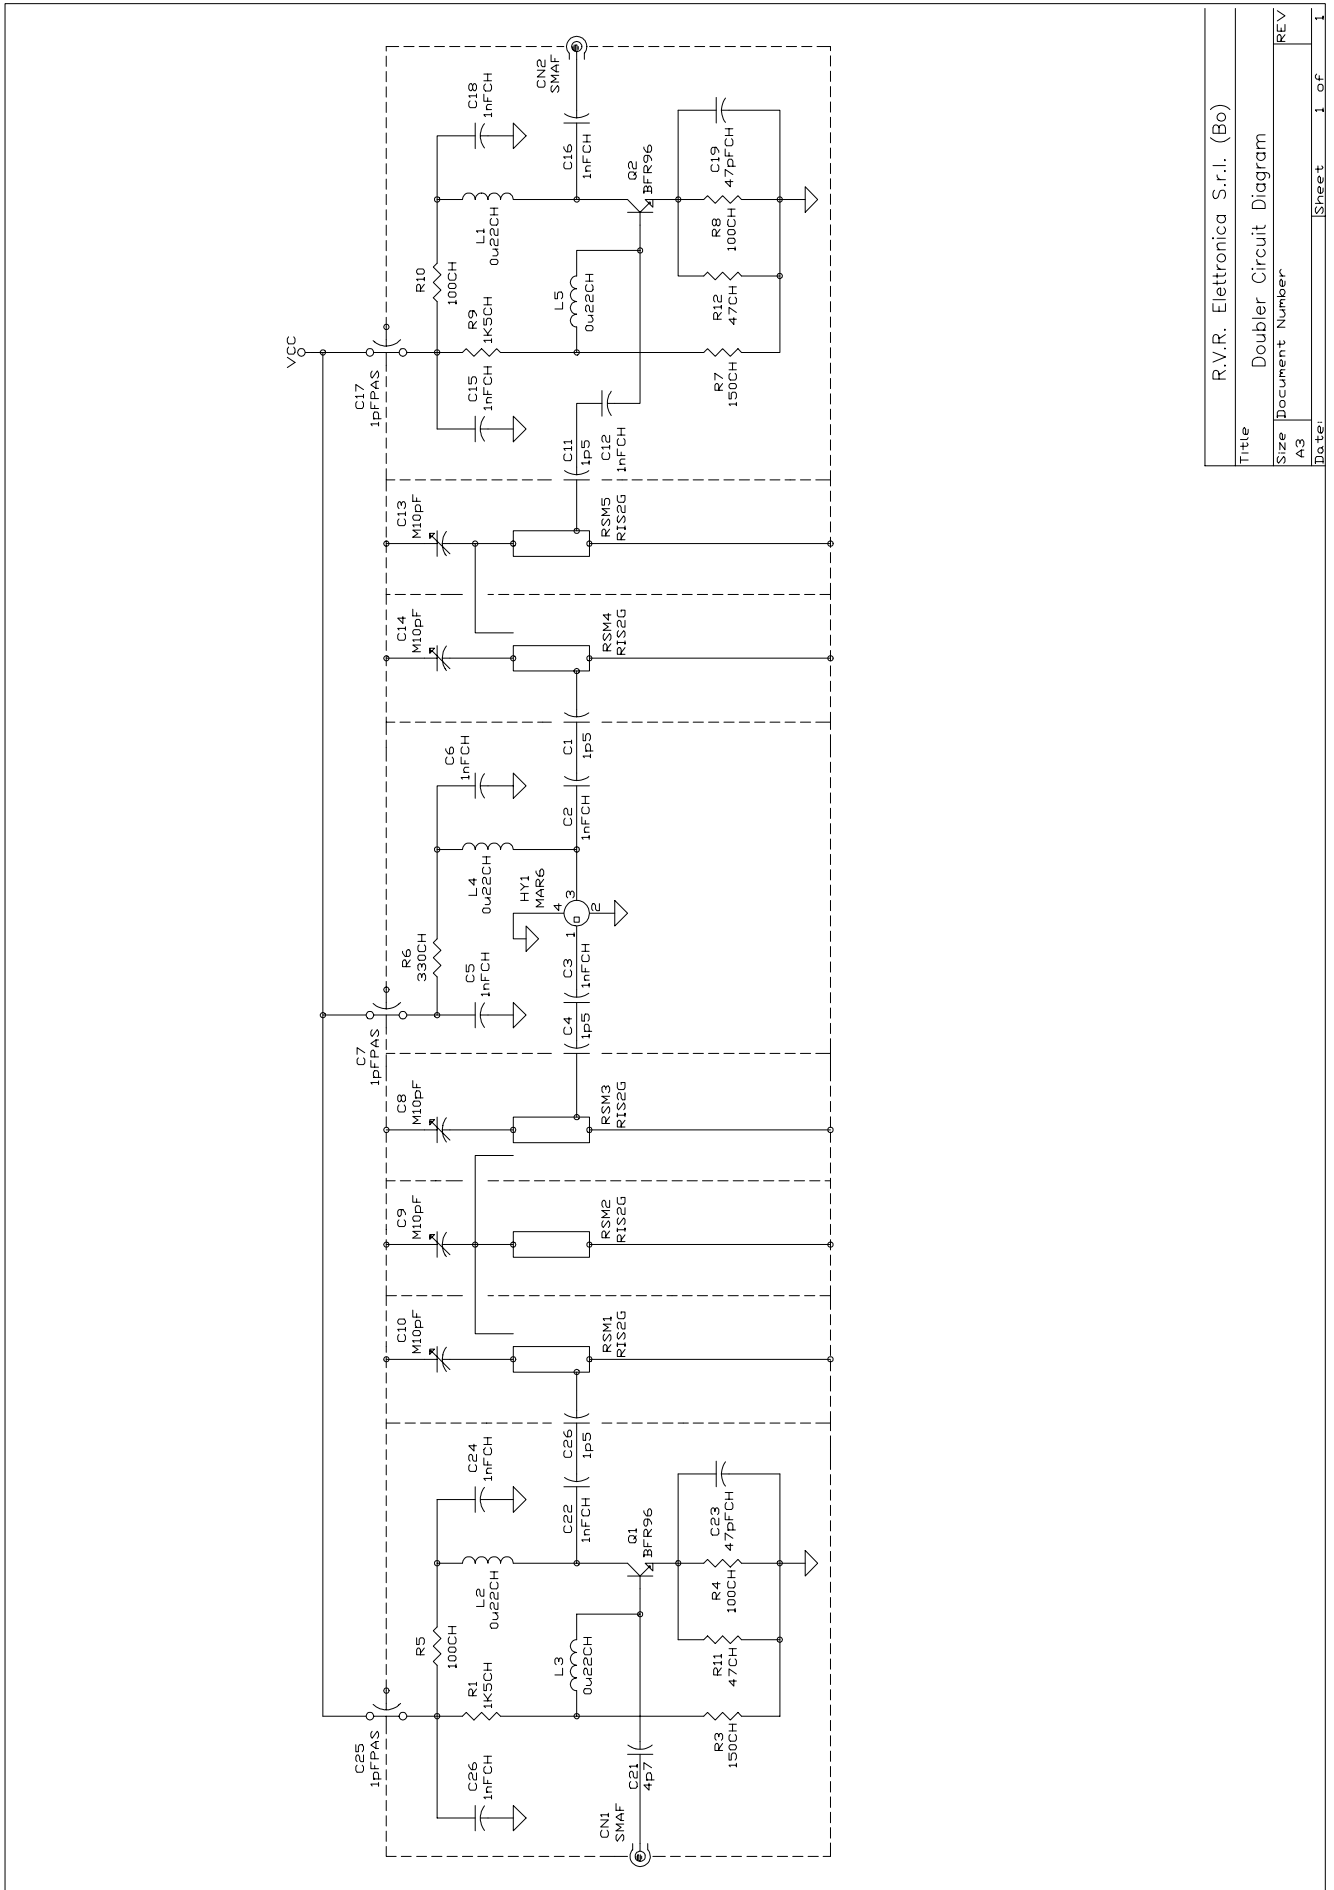 VCC
C25
1pFPAS
C26
1nFCH
R5
100CH
R1
1K5CH
C24
1nFCH
L2
0u22CH
L3
0u22CH
C22
1nFCH
C26
1p5
Q1
BFR96
CN1
SMAF
C21
4p7
R3
150CH
R11
47CH
R4
100CH
C23
47pFCH
C10
M10pF
RSM1
RIS2G
C9
M10pF
RSM2
RIS2G
C8
M10pF
RSM3
RIS2G
C7
1pFPAS
R6
330CH
C5
1nFCH
C6
1nFCH
L4
0u22CH
C4
1p5
C3
1nFCH
HY1
MAR6
1
4
3
2
C2
1nFCH
C1
1p5
C14
M10pF
RSM4
RIS2G
C13
M10pF
RSM5
RIS2G
C17
1pFPAS
C15
1nFCH
R10
100CH
R9
1K5CH
C18
1nFCH
L1
0u22CH
L5
0u22CH
C11
1p5
C12
1nFCH
C16
1nFCH
CN2
SMAF
Q2
BFR96
R7
150CH
R12
47CH
R8
100CH
C19
47pFCH
R.V.R. Elettronica S.r.l. (Bo)
Title
Doubler Circuit Diagram
Size Document Number REV
A3
Date: Sheet 1 of 1